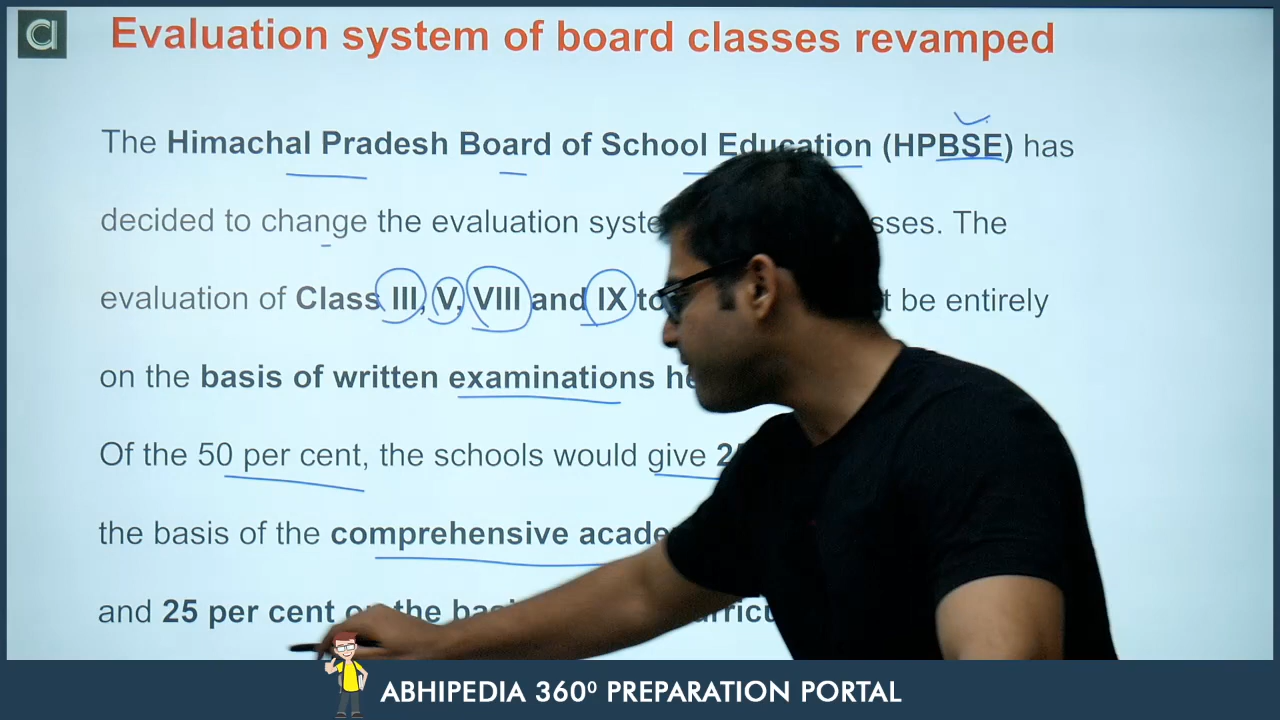 Evaluation system of board classes revamped
The Himachal Pradesh Board of School Education (HPBSE) has
decided to change the evaluation The
evaluation of Class III, V, VIII and IX to be entirely
on the basis of written examinations
Of the 50 per cent, the schools would give
the basis of the comprehensive
and 25 per cent on the
ABHIPEDIA 360⁰ PREPARATION PORTAL